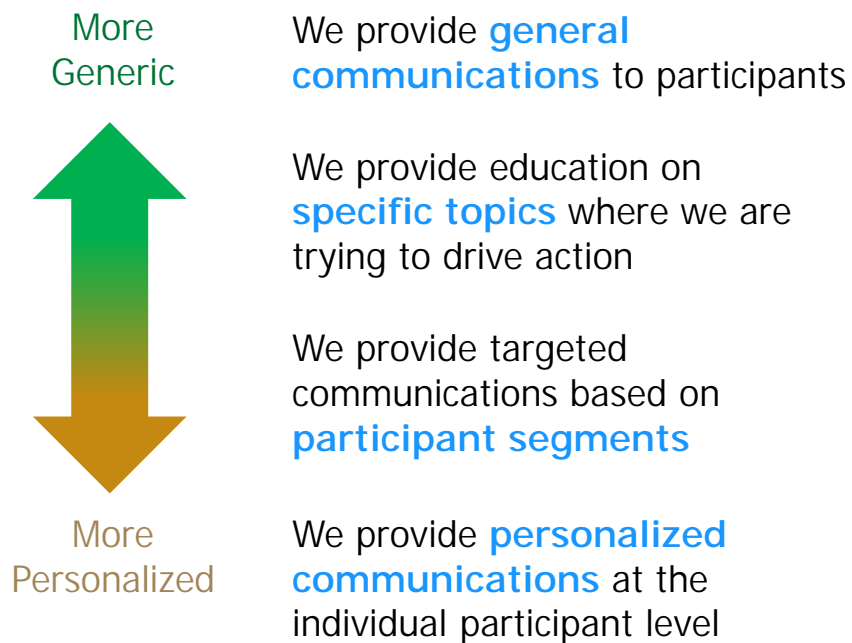 More
Generic
We provide general
communications to participants
We provide education on
specific topics where we are
trying to drive action
We provide targeted
communications based on
participant segments
More
Personalized
We provide personalized
communications at the
individual participant level